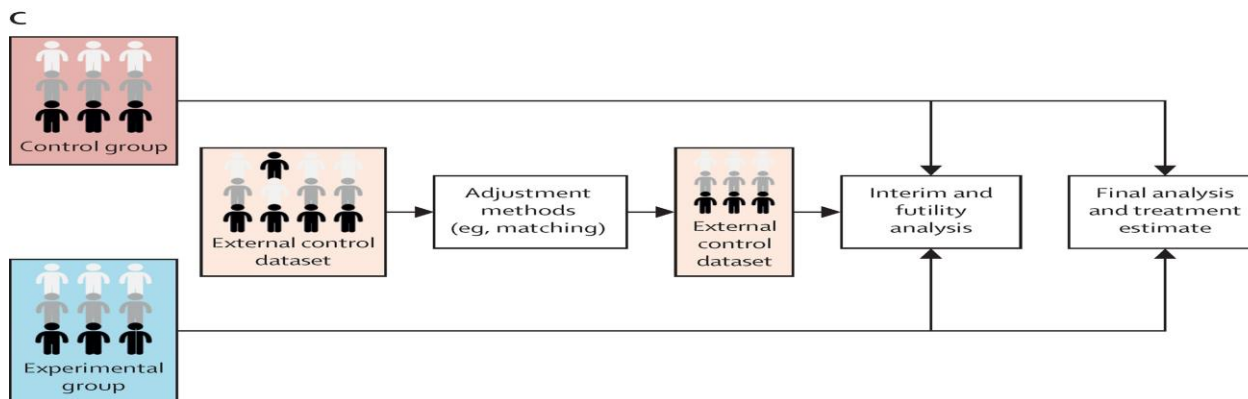 C
Control group
External control
dataset
Adjustment
methods
(eg, matching)
External
control
dataset
Interim and
futility
analysis
Final analysis
and treatment
estimate
Experimental
group